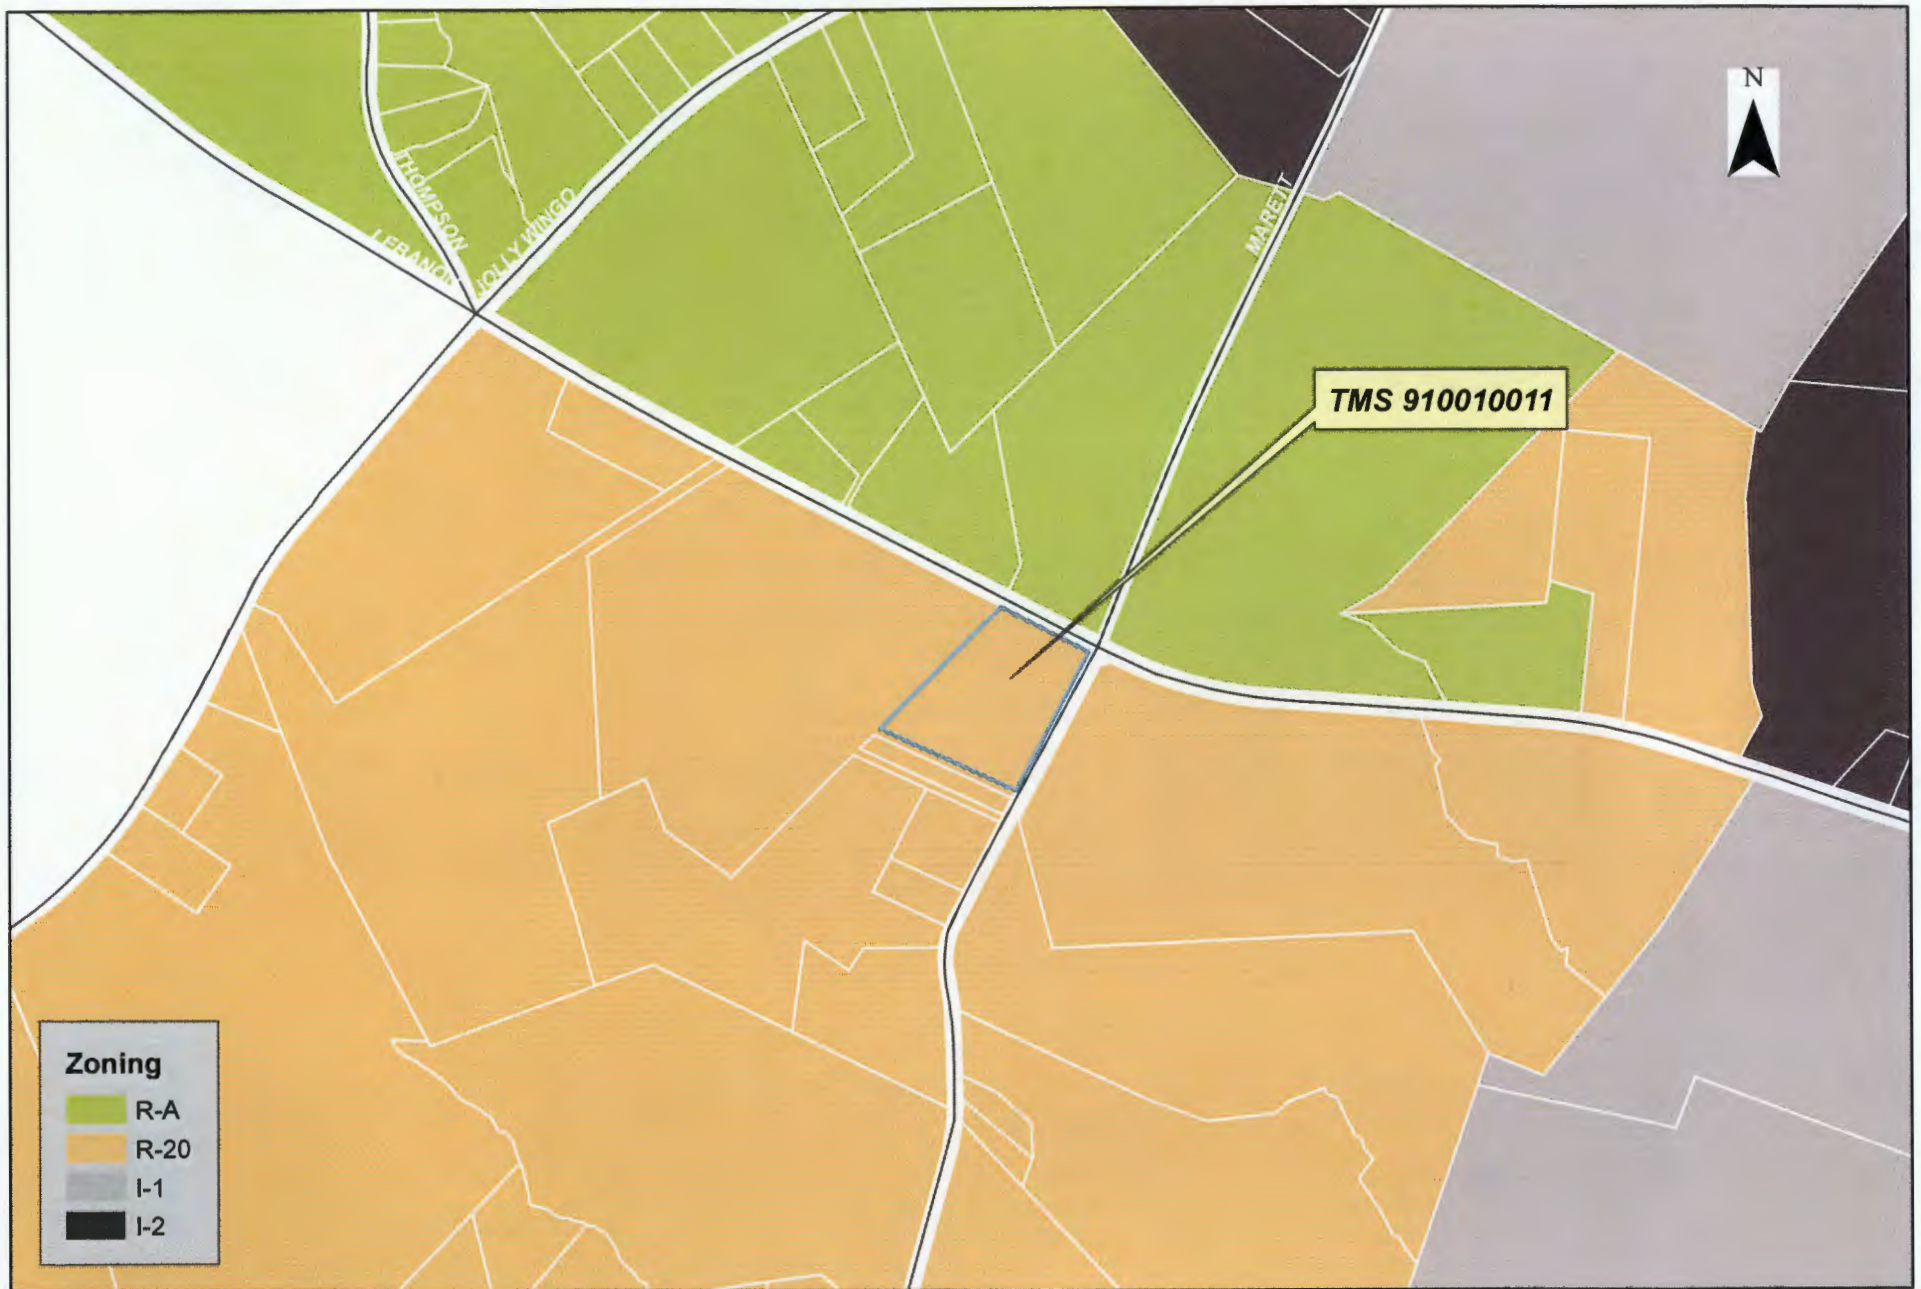 N
THOMPSON
LEBANON
JOLLY WINGO
MARETT
TMS 910010011
Zoning
R-A
R-20
I-1
I-2